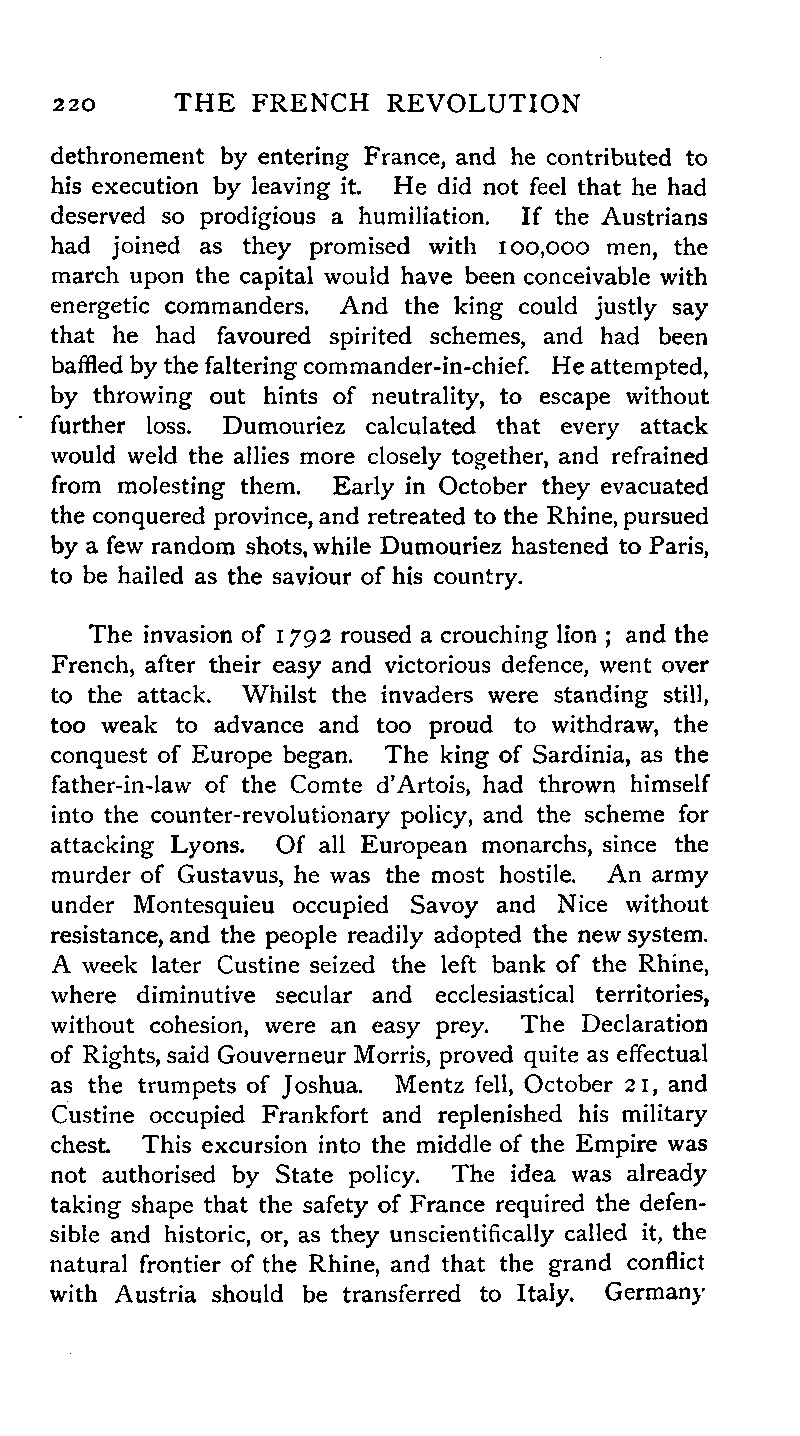 220 THE FRENCH REVOLUTION
dethronement by entering France, and he contributed to
his execution by leaving it. He did not feel that he had
deserved so prodigious a humiliation. If the Austrians
had joined as they promised with 100,000 men, the
march upon the capital would have been conceivable with
energetic commanders. And the king could justly say
that he had favoured spirited schemes, and had been
baffled by the faltering commander-in-chief. He attempted,
by throwing out hints of neutrality, to escape without
further loss. Dumouriez calculated that every attack
would weld the allies more closely together, and refrained
from molesting them. Early in October they evacuated
the conquered province, and retreated to the Rhine, pursued
by a few random shots, while Dumouriez hastened to Paris,
to be hailed as the saviour of his country.
The invasion of 1792 roused a crouching lion ; and the
French, after their easy and victorious defence, went over
to the attack. Whilst the invaders were standing still,
too weak to advance and too proud to withdraw, the
conquest of Europe began. The king of Sardinia, as the
father-in-law of the Comte d'Artois, had thrown himself
into the counter-revolutionary policy, and the scheme for
attacking Lyons. Of all European monarchs, since the
murder of Gustavus, he was the most hostile. An army
under Montesquieu occupied Savoy and Nice without
resistance, and the people readily adopted the new system.
A week later Custine seized the left bank of the Rhine,
where diminutive secular and ecclesiastical territories,
without cohesion, were an easy prey. The Declaration
of Rights, said Gouverneur Morris, proved quite as effectual
as the trumpets of Joshua. Mentz fell, October 21, and
Custine occupied Frankfort and replenished his military
chest. This excursion into the middle of the Empire was
not authorised by State policy. The idea was already
taking shape that the safety of France required the defen-
sible and historic, or, as they unscientifically called it, the
natural frontier of the Rhine, and that the grand conflict
with Austria should be transferred to Italy. Germany